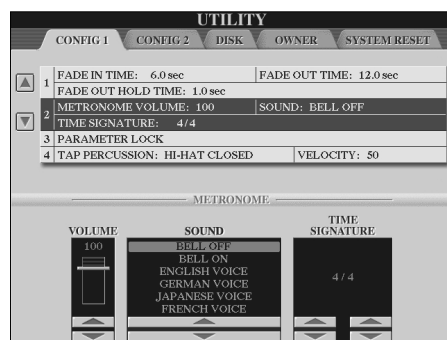 UTILITY
CONFIG 1 CONFIG 2 DISK OWNER SYSTEM RESET
1 FADE IN TIME: 6.0 sec FADE OUT TIME: 12.0 sec
FADE OUT HOLD TIME: 1.0 sec
2 METRONOME VOLUME: 100 SOUND: BELL OFF
TIME SIGNATURE: 4/4
3 PARAMETER LOCK
4 TAP PERCUSSION: HI-HAT CLOSED VELOCITY: 50
METRONOME
VOLUME SOUND TIME SIGNATURE
100 BELL OFF
BELL ON
ENGLISH VOICE
GERMAN VOICE
JAPANESE VOICE
FRENCH VOICE
4/4